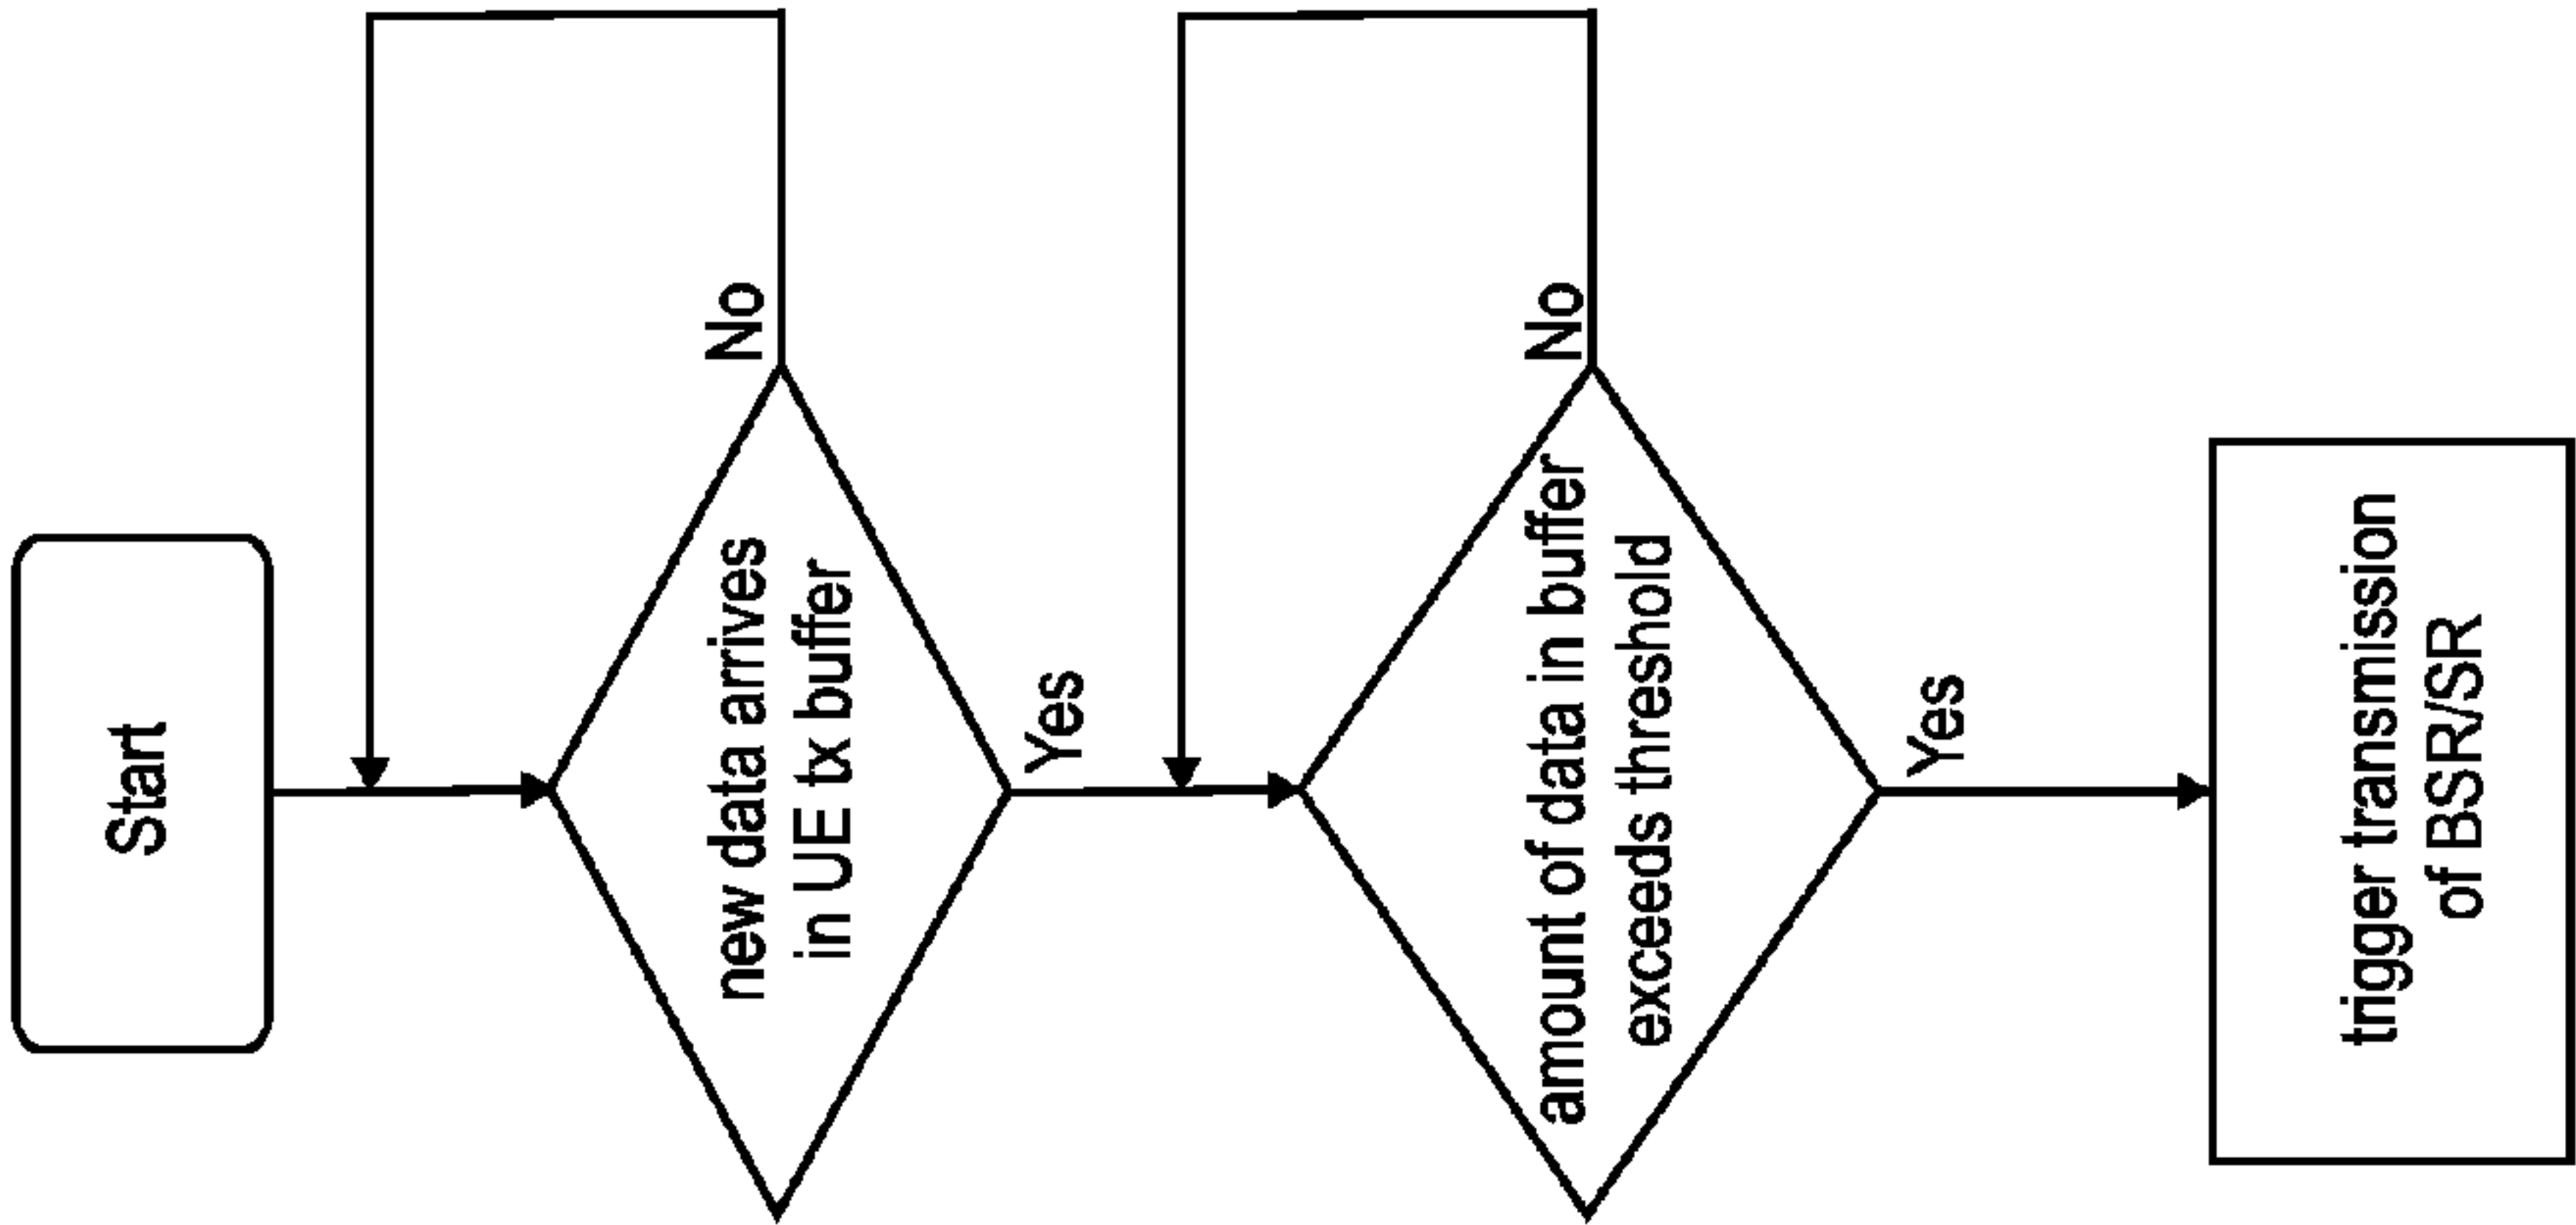 Start
new data arrives
in UE tx buffer
No
Yes
amount of data in buffer
exceeds threshold
No
Yes
trigger transmission
of BSR/SR